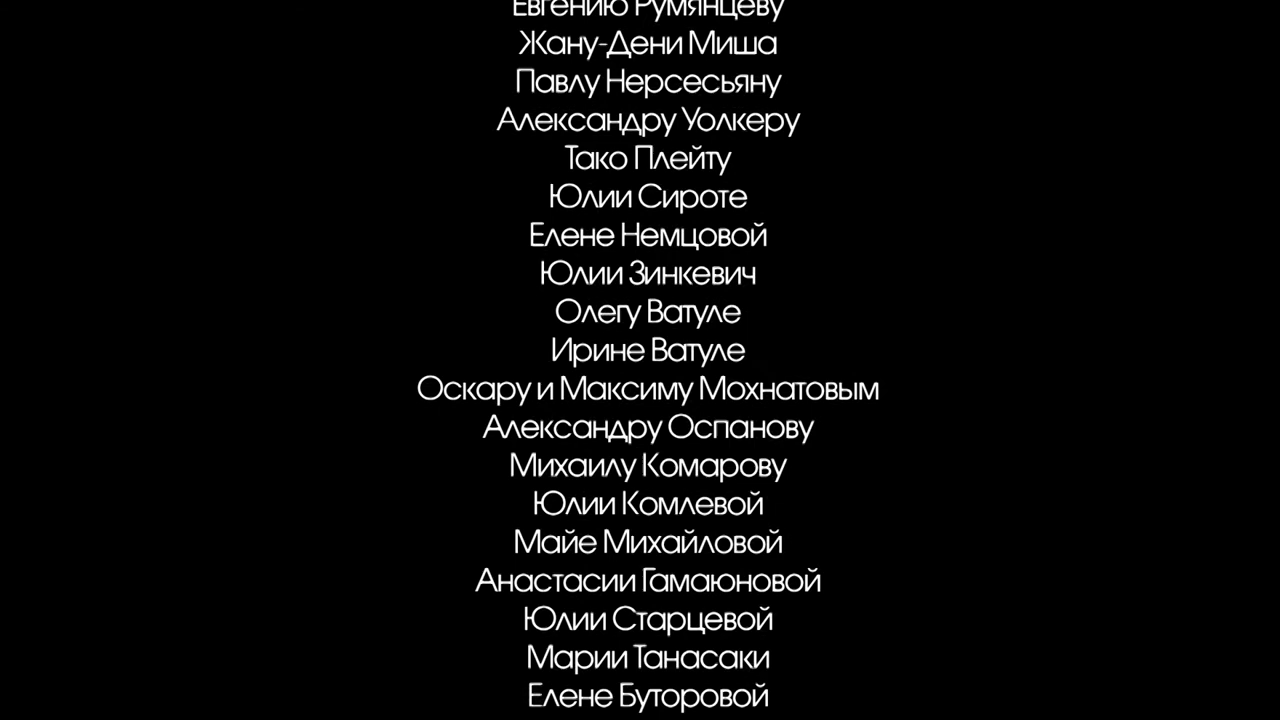 Евгению Румянцеву
Жану-Дени Миша
Павлу Нерсесьяну
Александру Уолкеру
Тако Плейту
Юлии Сироте
Елене Немцовой
Юлии Зинкевич
Олегу Ватуле
Ирине Ватуле
Оскару и Максиму Мохнатовым
Александру Оспанову
Михаилу Комарову
Юлии Комлевой
Майе Михайловой
Анастасии Гамаюновой
Юлии Старцевой
Марии Танасаки
Елене Буторовой